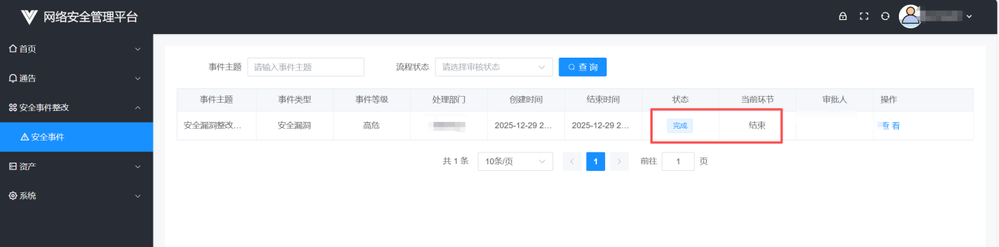 网络安全管理平台
首页
通告
安全事件整改
安全事件
资产
系统
事件主题 请输入事件主题 流程状态 请选择审核状态 查 询
事件主题 事件类型 事件等级 处理部门 创建时间 结束时间 状态 当前环节 审批人 操作
安全漏洞整改... 安全漏洞 高危 2025-12-29 2... 2025-12-29 2... 完成 结束 查 看
共 1 条 10条/页 1 前往 1 页